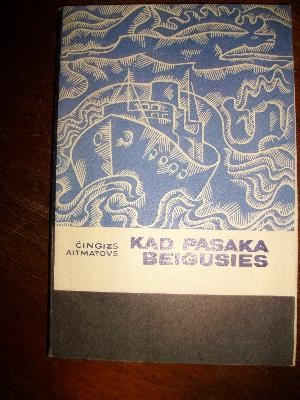 ČINGIZS
AITMATOVS
KAD PASAKA
BEIGUSIES